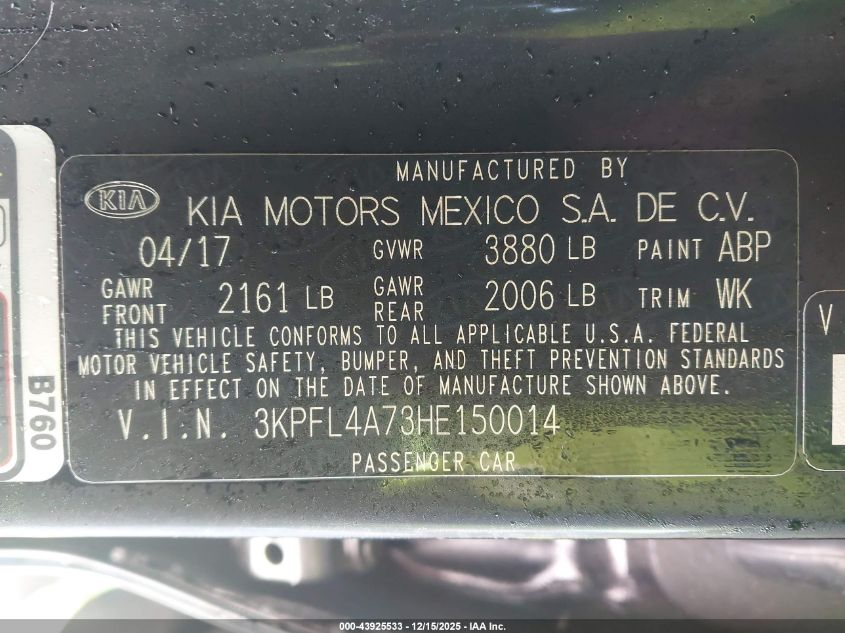 MANUFACTURED BY
KIA KIA MOTORS MEXICO S.A. DE C.V.
04/17 GVWR 3880 LB PAINT ABP
GAWR FRONT 2161 LB GAWR REAR 2006 LB TRIM WK
THIS VEHICLE CONFORMS TO ALL APPLICABLE U.S.A. FEDERAL
MOTOR VEHICLE SAFETY, BUMPER, AND THEFT PREVENTION STANDARDS
IN EFFECT ON THE DATE OF MANUFACTURE SHOWN ABOVE.
V.I.N. 3KPFL4A73HE150014
PASSENGER CAR
B760
V
000-43925533 - 12/15/2025 - IAA Inc.